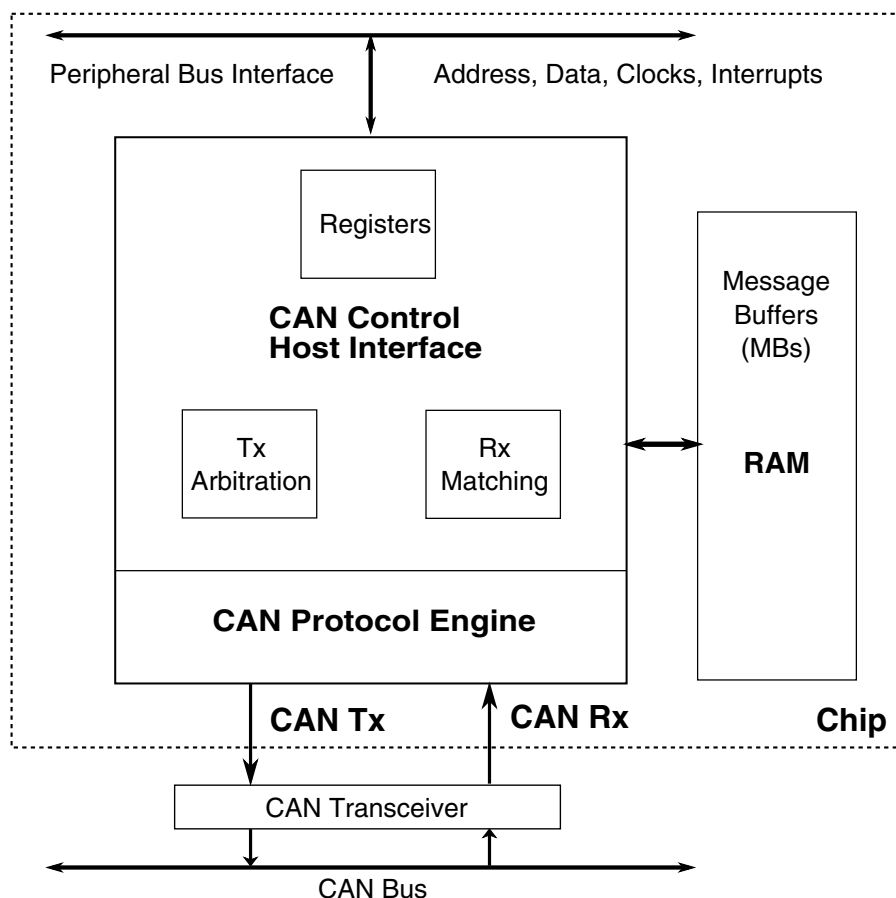 Peripheral Bus Interface
Address, Data, Clocks, Interrupts
Registers
CAN Control
Host Interface
Message
Buffers
(MBs)
Tx
Arbitration
Rx
Matching
RAM
CAN Protocol Engine
CAN Tx
CAN Rx
Chip
CAN Transceiver
CAN Bus